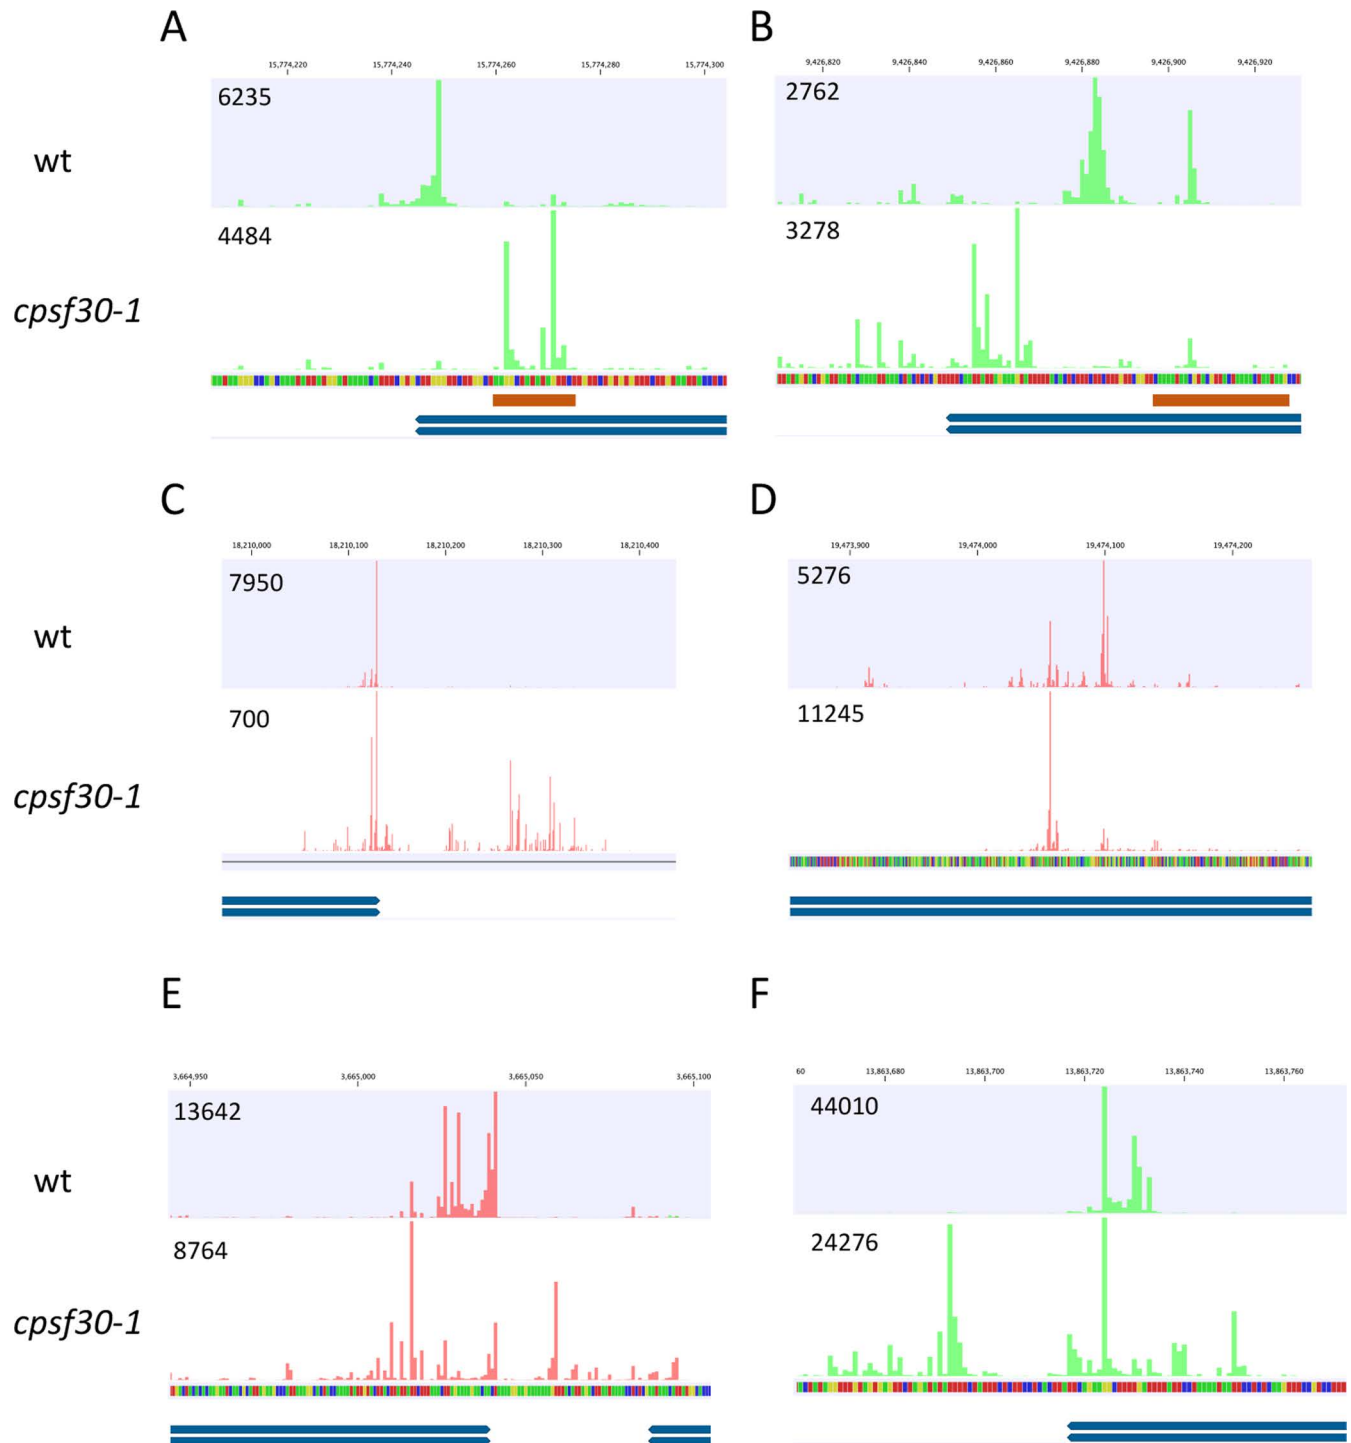 A
15,774,220 15,774,240 15,774,260 15,774,280 15,774,300
6235
wt
4484
cpsf30-1
B
9,426,820 9,426,840 9,426,860 9,426,880 9,426,900 9,426,920
2762
3278
C
18,210,000 18,210,100 18,210,200 18,210,300 18,210,400
7950
wt
700
cpsf30-1
D
19,473,900 19,474,000 19,474,100 19,474,200
5276
11245
E
3,664,950 3,665,000 3,665,050 3,665,100
13642
wt
8764
cpsf30-1
F
60 13,863,680 13,863,700 13,863,720 13,863,740 13,863,760
44010
24276